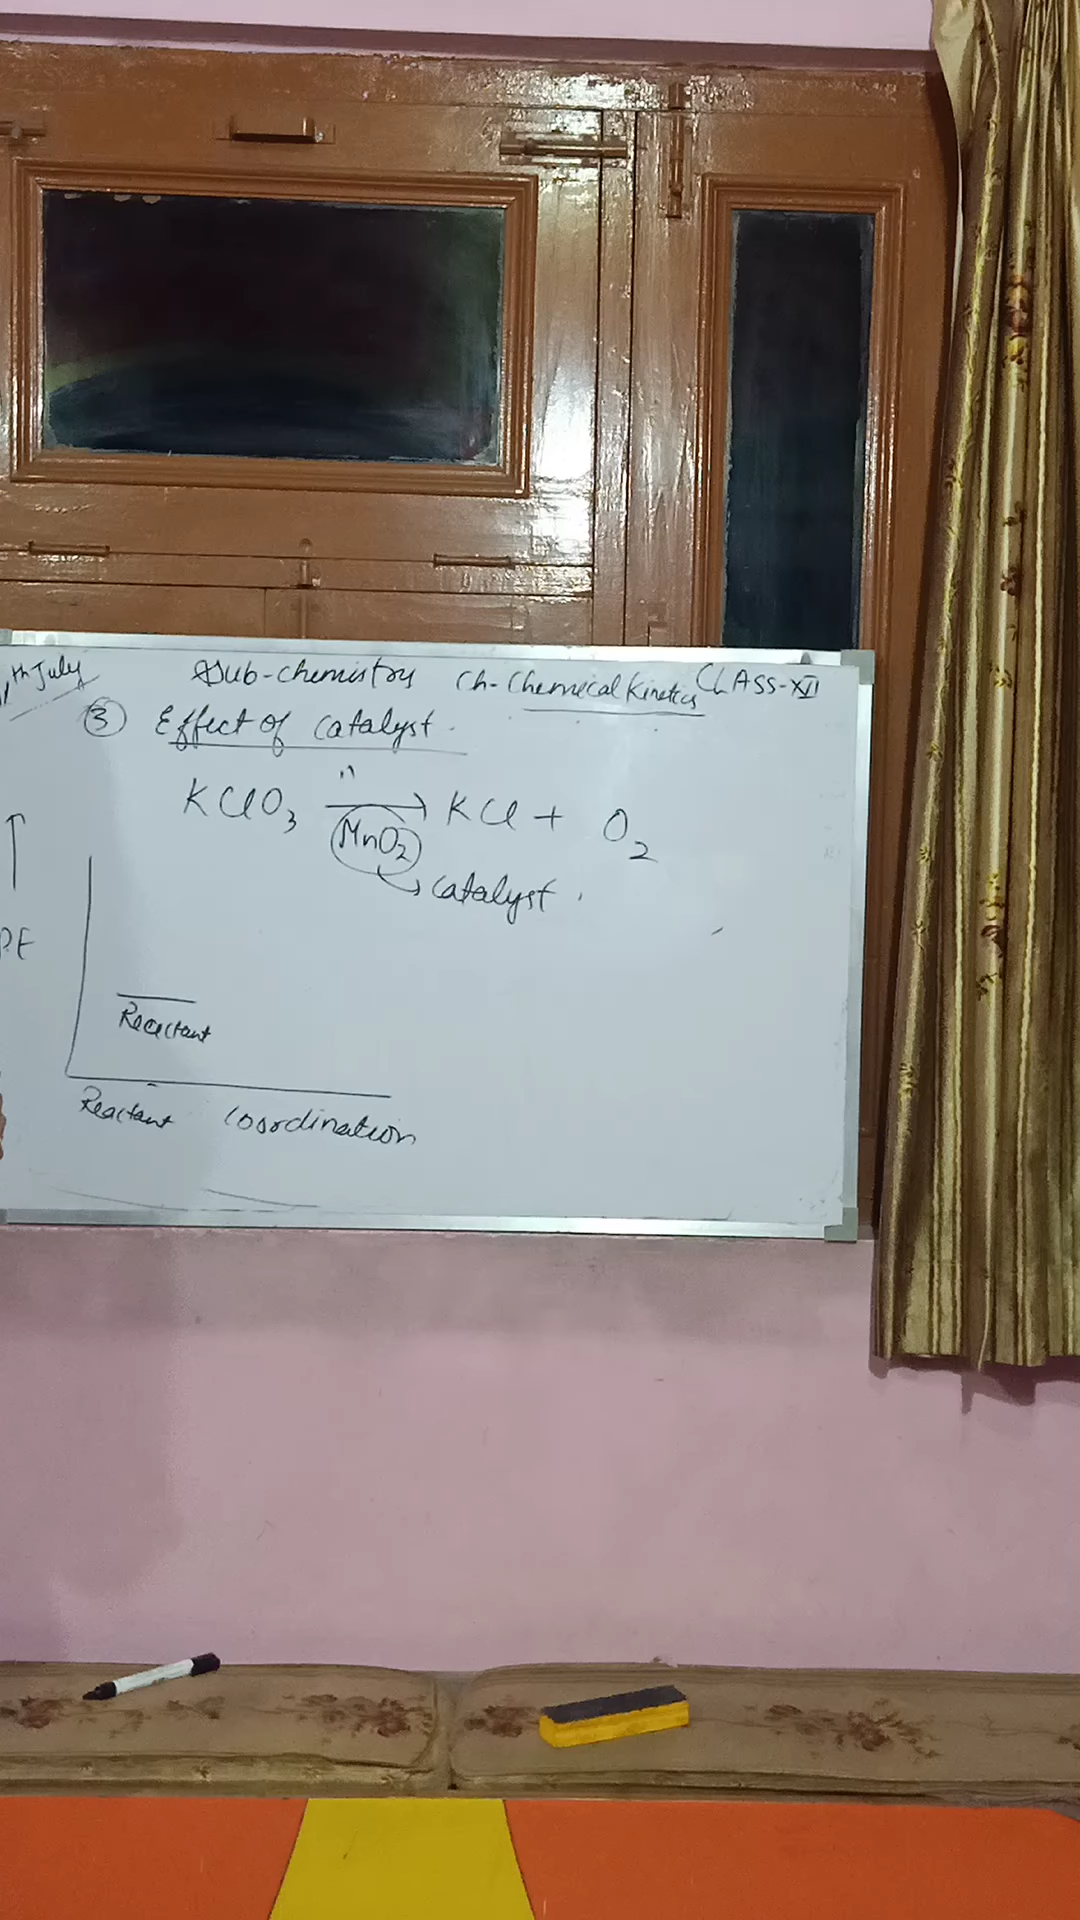 11th July
Sub-chemistry Ch-Chemical Kinetics CLASS-XII
③ Effect of catalyst.
KClO3 → KCl + O2
MnO2
catalyst
P.E
Reactant
Reactant Coordination